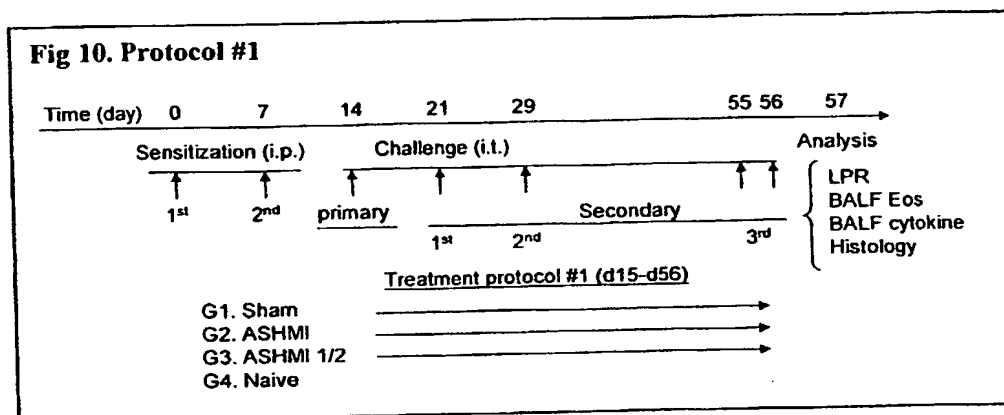 Fig 10. Protocol #1
Time (day) 0 7 14 21 29 55 56 57
Sensitization (i.p.) Challenge (i.t.) Analysis
1st 2nd primary Secondary
1st 2nd 3rd
LPR
BALF Eos
BALF cytokine
Histology
Treatment protocol #1 (d15-d56)
G1. Sham
G2. ASHMI
G3. ASHMI 1/2
G4. Naive